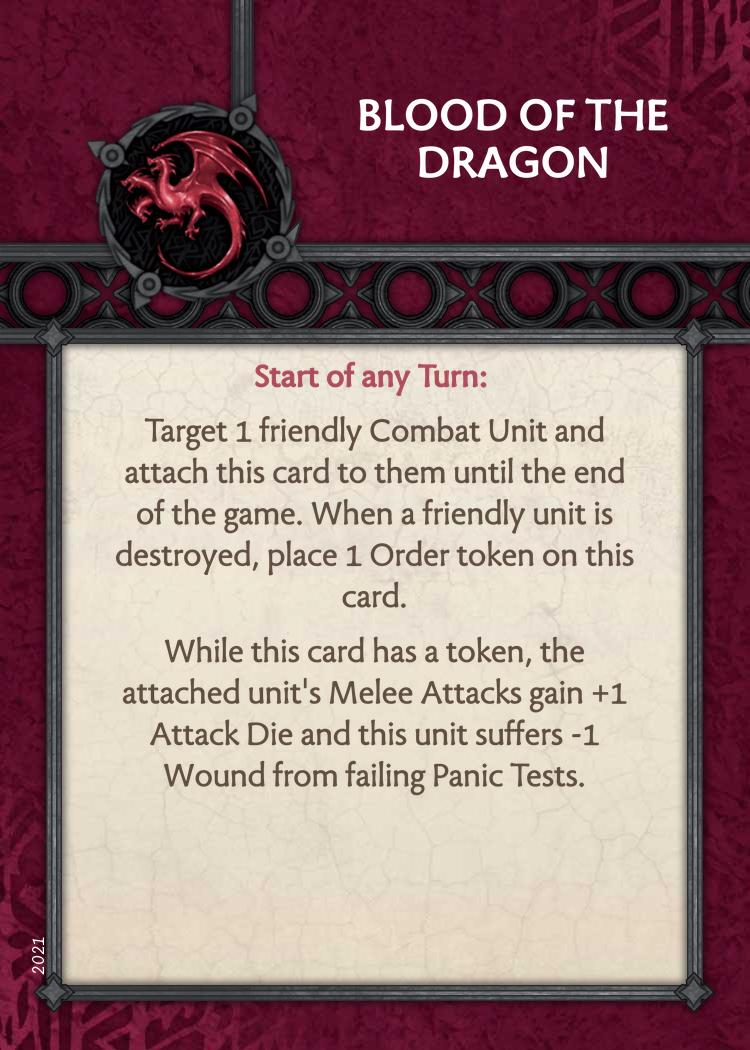 BLOOD OF THE
DRAGON
Start of any Turn:
Target 1 friendly Combat Unit and
attach this card to them until the end
of the game. When a friendly unit is
destroyed, place 1 Order token on this
card.
While this card has a token, the
attached unit's Melee Attacks gain +1
Attack Die and this unit suffers -1
Wound from failing Panic Tests.
2021